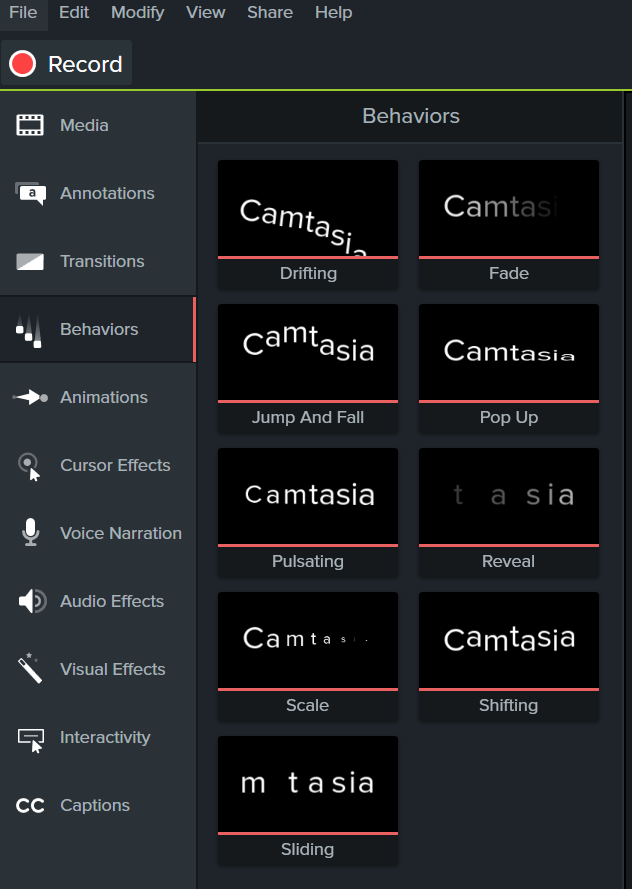 File Edit Modify View Share Help
Record
Media
a
Annotations
Transitions
Behaviors
Animations
Cursor Effects
Voice Narration
Audio Effects
Visual Effects
Interactivity
CC Captions
Behaviors
Camtasia
Drifting
Camtasi
Fade
Camtasia
Jump And Fall
Camtasia
Pop Up
Camtasia
Pulsating
t a sia
Reveal
Camtasi
Scale
Camtasia
Shifting
m t asia
Sliding